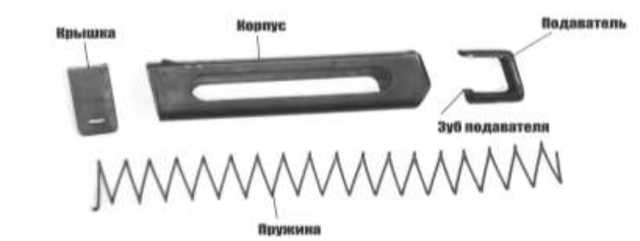 Подаватель
Корпус
Крышка
Зуб подавателя
Пружина